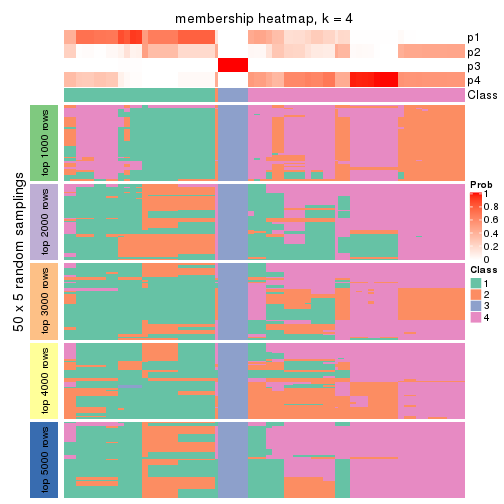 membership heatmap, k = 4
p1
p2
p3
p4
Class
50 x 5 random samplings
top 1000 rows
top 2000 rows
top 3000 rows
top 4000 rows
top 5000 rows
Prob
1
0.8
0.6
0.4
0.2
0
Class
1
2
3
4